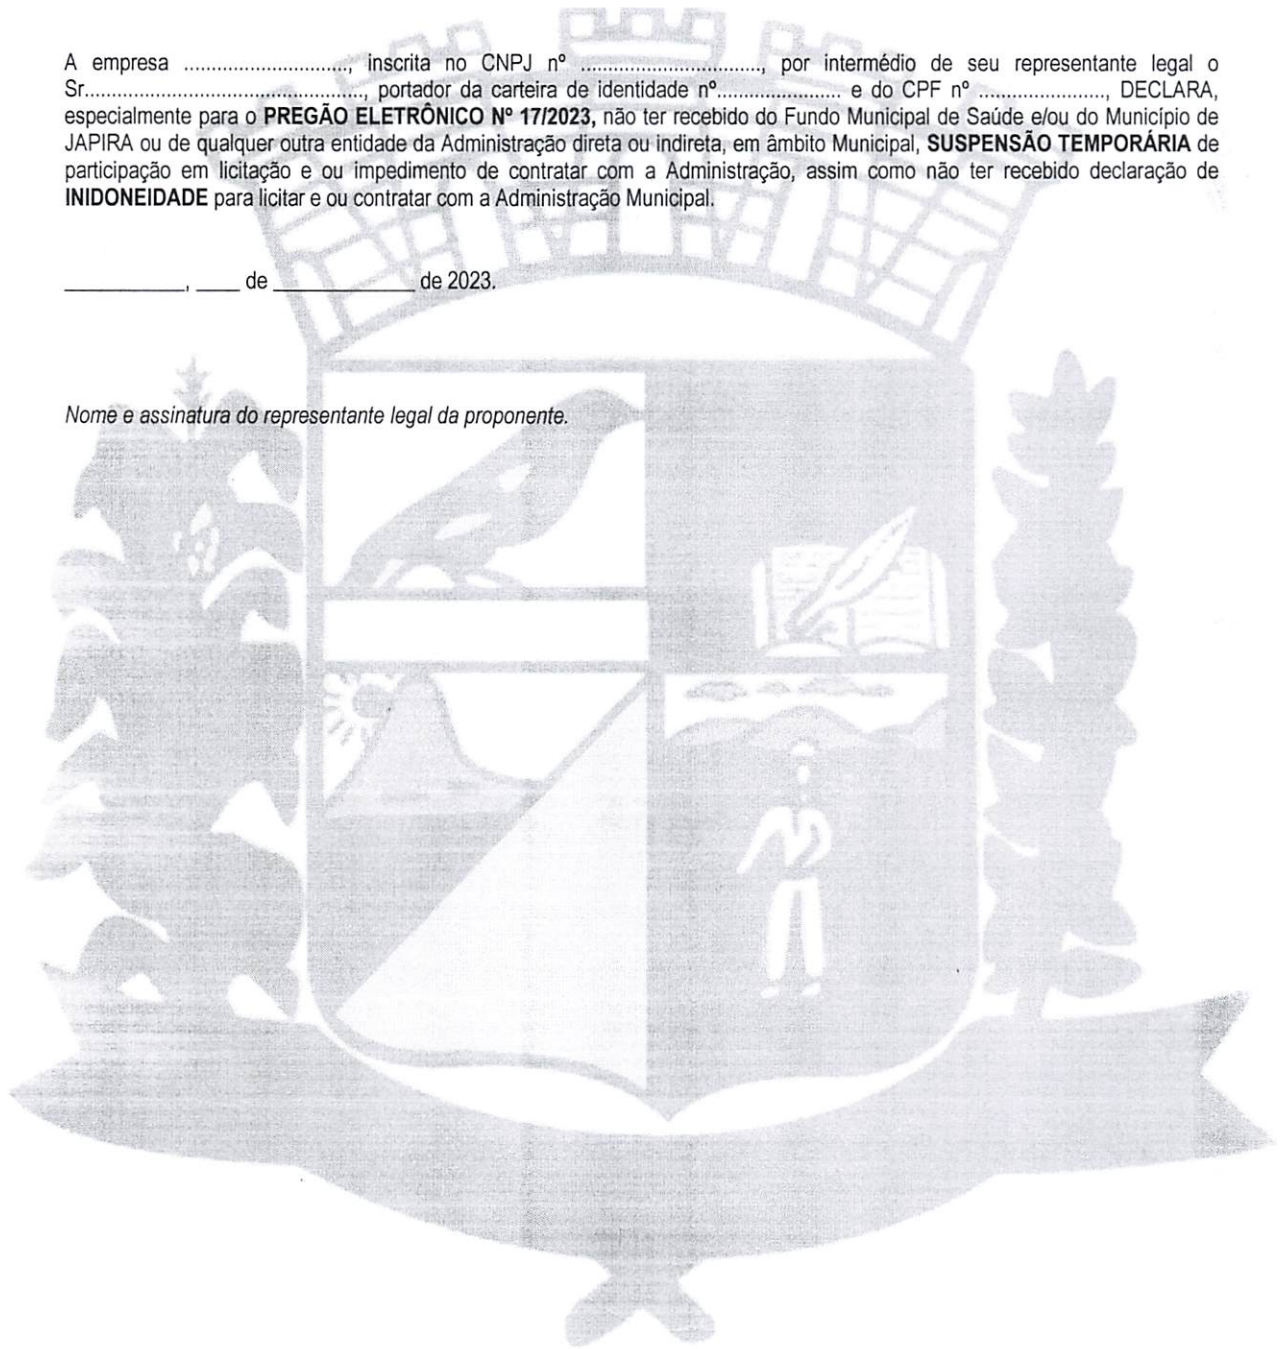 A empresa ............................., inscrita no CNPJ nº ................................, por intermédio de seu representante legal o
Sr.................................................., portador da carteira de identidade nº...................... e do CPF nº ......................, DECLARA,
especialmente para o PREGÃO ELETRÔNICO Nº 17/2023, não ter recebido do Fundo Municipal de Saúde e/ou do Município de
JAPIRA ou de qualquer outra entidade da Administração direta ou indireta, em âmbito Municipal, SUSPENSÃO TEMPORÁRIA de
participação em licitação e ou impedimento de contratar com a Administração, assim como não ter recebido declaração de
INIDONEIDADE para licitar e ou contratar com a Administração Municipal.
____________, ____ de ______________ de 2023.
Nome e assinatura do representante legal da proponente.